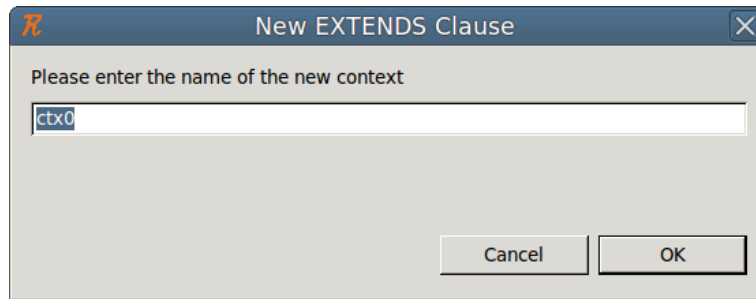 New EXTENDS Clause
Please enter the name of the new context
ctx0
Cancel
OK